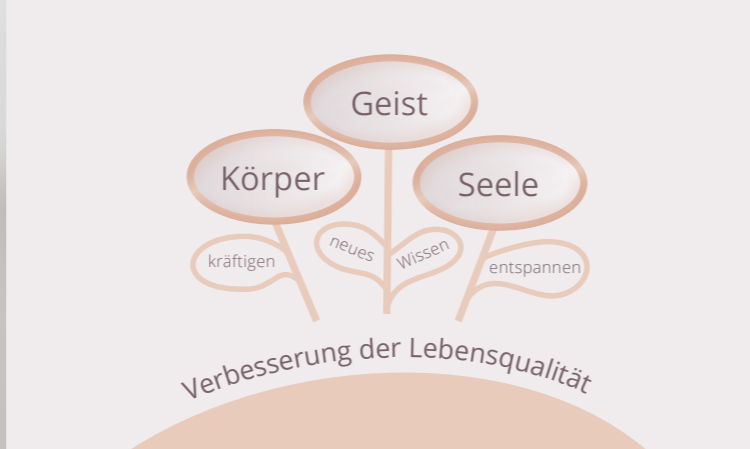 Geist
Körper
Seele
kräftigen
neues Wissen
entspannen
Verbesserung der Lebensqualität